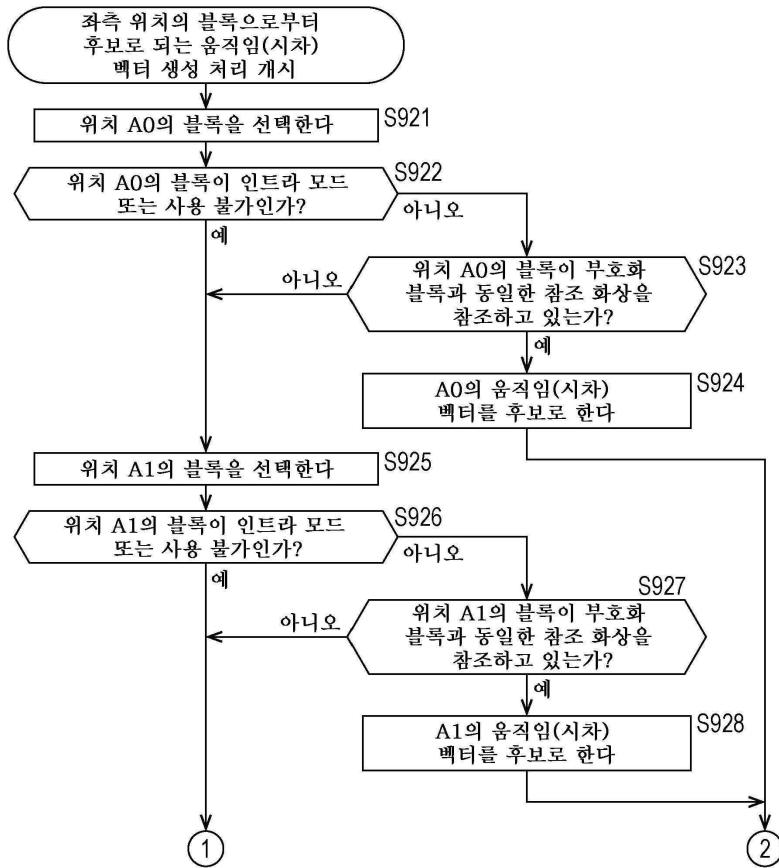 좌측 위치의 블록으로부터
후보로 되는 움직임(시차)
벡터 생성 처리 개시
위치 A0의 블록을 선택한다
S921
위치 A0의 블록이 인트라 모드
또는 사용 불가인가?
S922
아니오
예
위치 A0의 블록이 부호화
블록과 동일한 참조 화상을
참조하고 있는가?
S923
아니오
예
A0의 움직임(시차)
벡터를 후보로 한다
S924
위치 A1의 블록을 선택한다
S925
위치 A1의 블록이 인트라 모드
또는 사용 불가인가?
S926
아니오
예
S927
위치 A1의 블록이 부호화
블록과 동일한 참조 화상을
참조하고 있는가?
아니오
예
A1의 움직임(시차)
벡터를 후보로 한다
S928
1
2